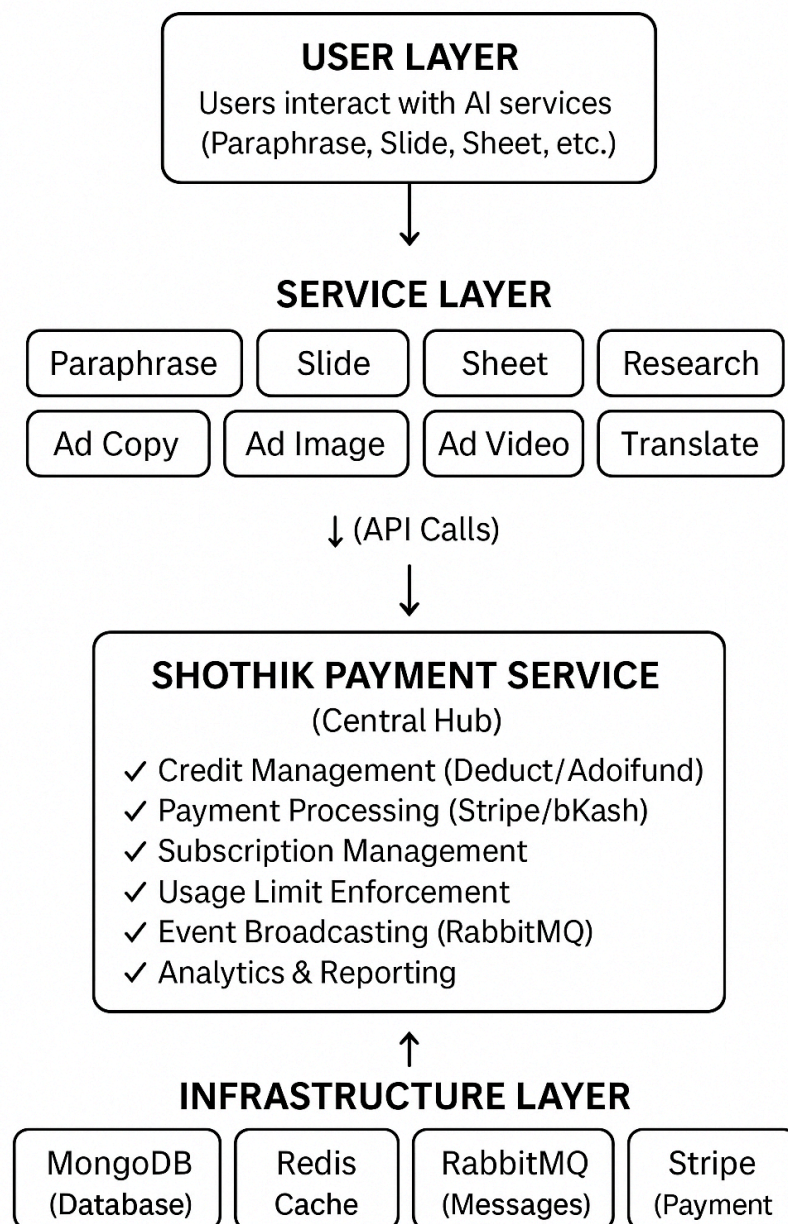 USER LAYER
Users interact with AI services
(Paraphrase, Slide, Sheet, etc.)
SERVICE LAYER
Paraphrase Slide Sheet Research
Ad Copy Ad Image Ad Video Translate
↓ (API Calls)
SHOTHIK PAYMENT SERVICE
(Central Hub)
✓ Credit Management (Deduct/Adoifund)
✓ Payment Processing (Stripe/bKash)
✓ Subscription Management
✓ Usage Limit Enforcement
✓ Event Broadcasting (RabbitMQ)
✓ Analytics & Reporting
INFRASTRUCTURE LAYER
MongoDB Redis RabbitMQ Stripe
(Database) Cache (Messages) (Payment